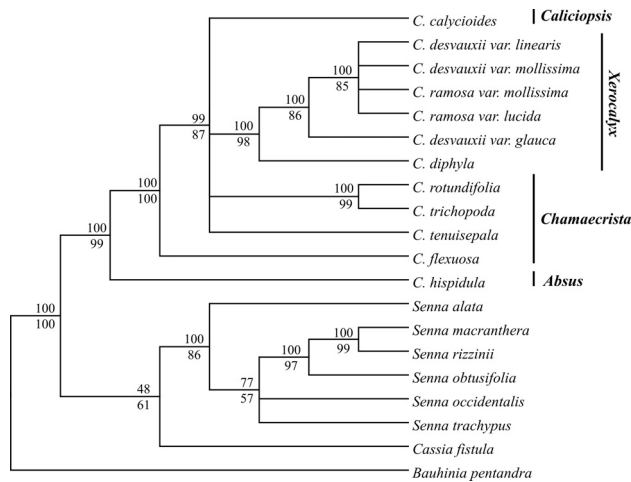 C. calycioides
Caliciopsis
C. desvauxii var. linearis
C. desvauxii var. mollissima
100
85
C. ramosa var. mollissima
Xerocalyx
100
86
C. ramosa var. lucida
99
87
100
98
C. desvauxii var. glauca
C. diphyla
100
100
100
99
C. rotundifolia
C. trichopoda
Chamaecrista
100
99
C. tenuisepala
C. flexuosa
C. hispidula
Absus
Senna alata
100
100
Senna macranthera
100
86
100
97
100
99
Senna rizzinii
Senna obtusifolia
48
61
77
57
Senna occidentalis
Senna trachypus
Cassia fistula
Bauhinia pentandra